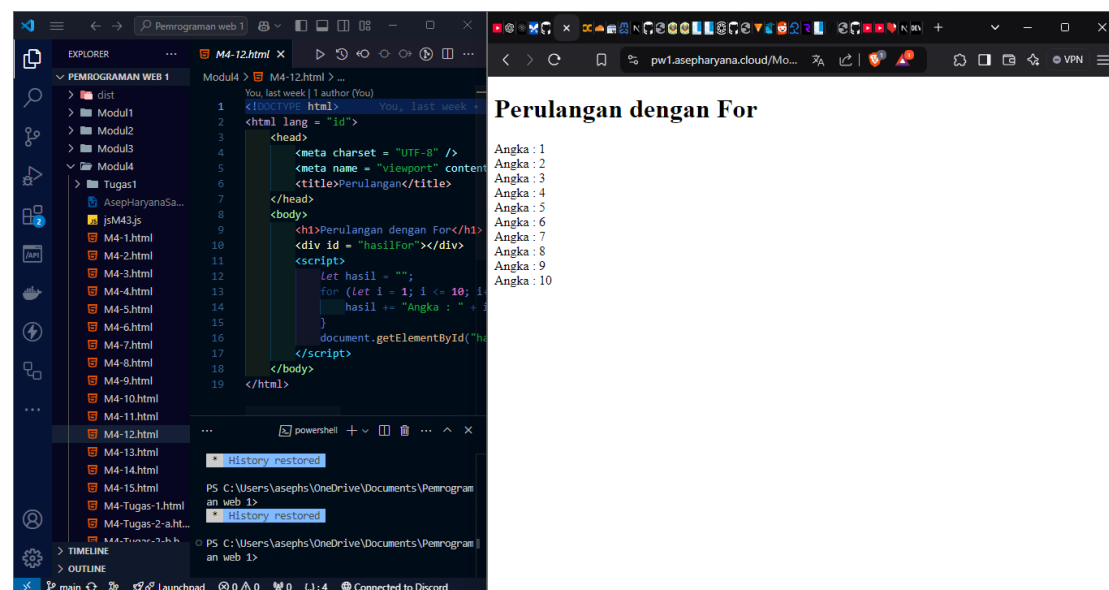 Pemrograman web 1
EXPLORER
PEMROGRAMAN WEB 1
dist
Modul1
Modul2
Modul3
Modul4
Tugas1
AsepHaryanaSa...
jsM43.js
M4-1.html
M4-2.html
M4-3.html
M4-4.html
M4-5.html
M4-6.html
M4-7.html
M4-8.html
M4-9.html
M4-10.html
M4-11.html
M4-12.html
M4-13.html
M4-14.html
M4-15.html
M4-Tugas-1.html
M4-Tugas-2-a.ht...
TIMELINE
OUTLINE
M4-12.html
Modul4 > M4-12.html > ...
You, last week | 1 author (You)
1 <!DOCTYPE html> You, last week •
2 <html lang = "id">
3 <head>
4 <meta charset = "UTF-8" />
5 <meta name = "viewport" content
6 <title>Perulangan</title>
7 </head>
8 <body>
9 <h1>Perulangan dengan For</h1>
10 <div id = "hasilFor"></div>
11 <script>
12 let hasil = "";
13 for (let i = 1; i <= 10; i
14 hasil += "Angka : " + i
15 }
16 document.getElementById("ha
17 </script>
18 </body>
19 </html>
... powershell
* History restored
PS C:\Users\asephs\OneDrive\Documents\Pemrogram
an web 1>
* History restored
PS C:\Users\asephs\OneDrive\Documents\Pemrogram
an web 1>
main Launchpad 0 0 0 {.} : 4 Connected to Discord
pw1.asepharyana.cloud/Mo...
VPN
Perulangan dengan For
Angka : 1
Angka : 2
Angka : 3
Angka : 4
Angka : 5
Angka : 6
Angka : 7
Angka : 8
Angka : 9
Angka : 10